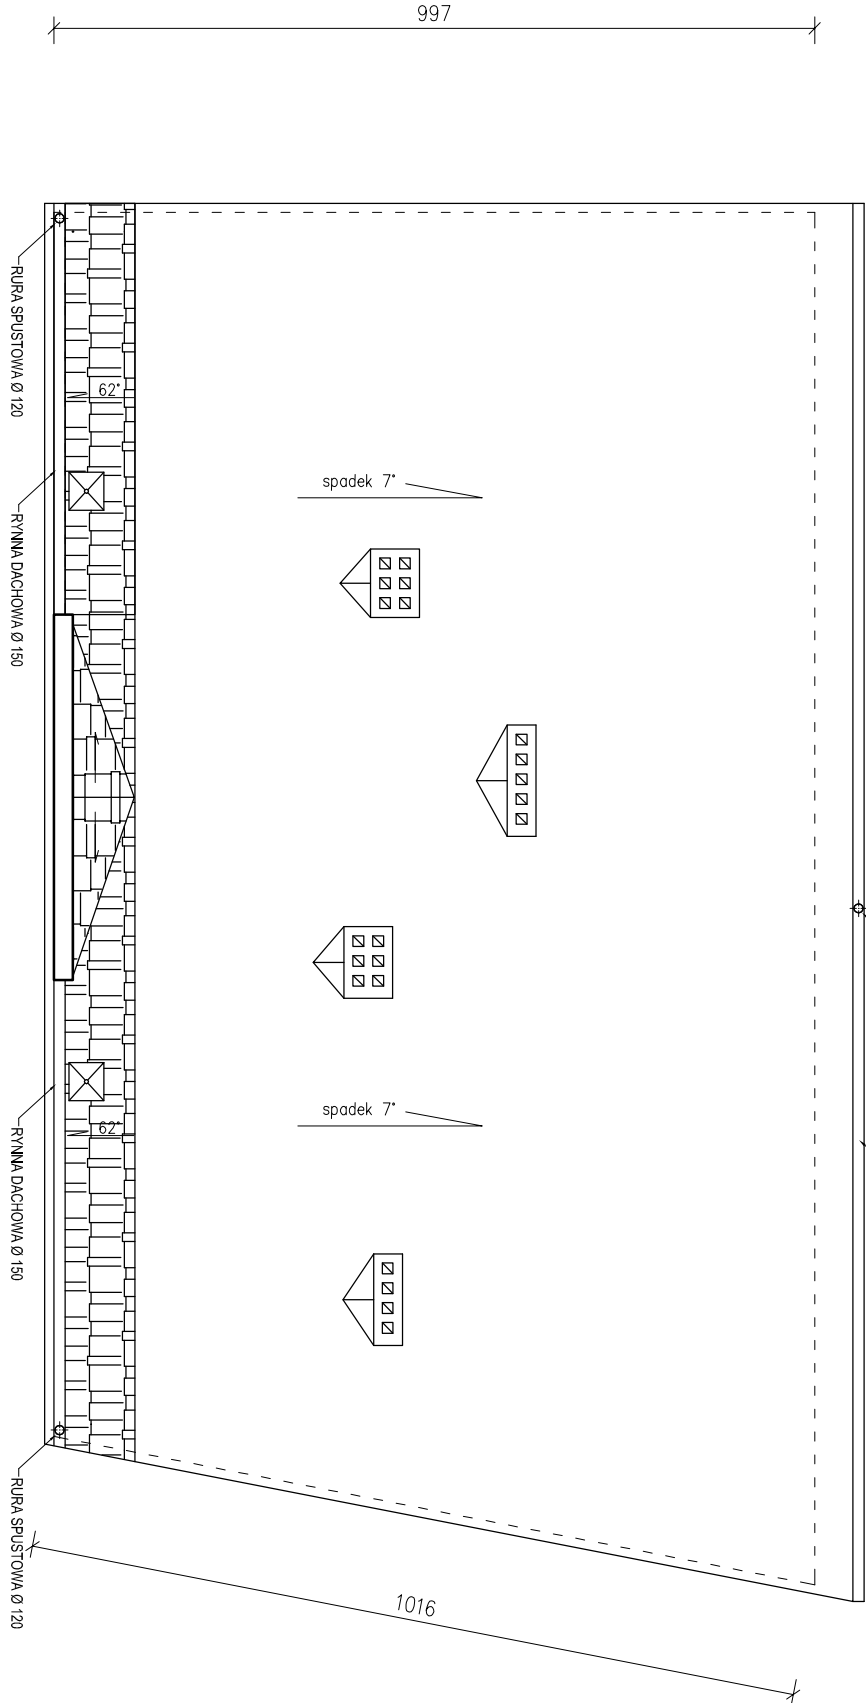 997
RURA SPUSTOWA Ø 120
62°
spadek 7°
RYNNA DACHOWA Ø 150
spadek 7°
62°
RYNNA DACHOWA Ø 150
RURA SPUSTOWA Ø 120
1016